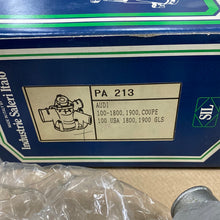 Industrie Saleri Italo
PA 213
AUDI
100-1800,1900,COUPE
100 USA 1800,1900 GLS
SIL